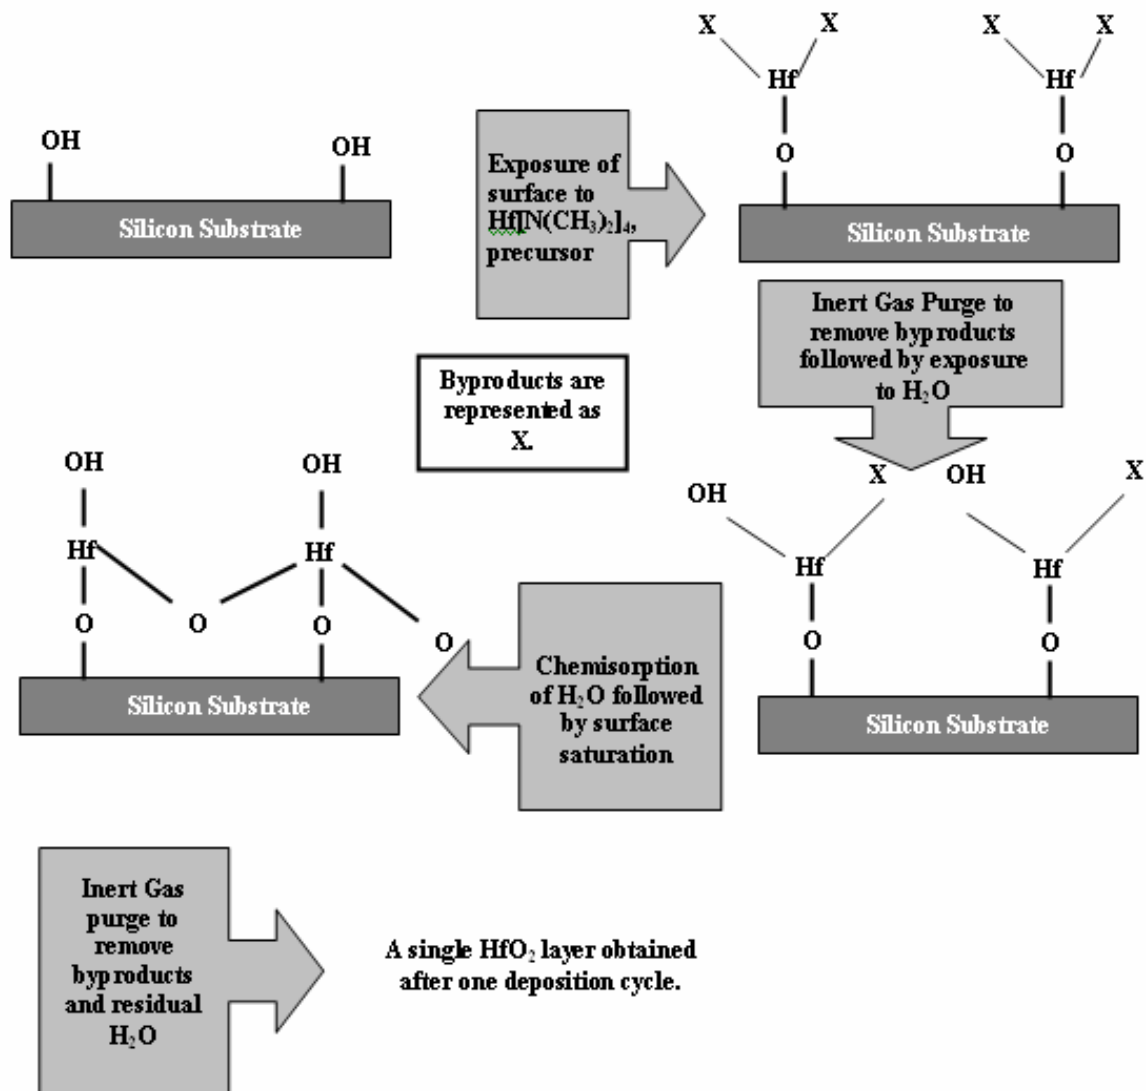 OH
OH
Silicon Substrate
Exposure of
surface to
Hf[N(CH₃)₂]₄,
precursor
X
X
X
X
Hf
Hf
O
O
Silicon Substrate
Inert Gas Purge to
remove byproducts
followed by exposure
to H₂O
Byproducts are
represented as
X.
OH
X
OH
X
Hf
Hf
O
O
Silicon Substrate
Chemisorption
of H₂O followed
by surface
saturation
OH
OH
Hf
Hf
O
O
O
O
Silicon Substrate
Inert Gas
purge to
remove
byproducts
and residual
H₂O
A single HfO₂ layer obtained
after one deposition cycle.